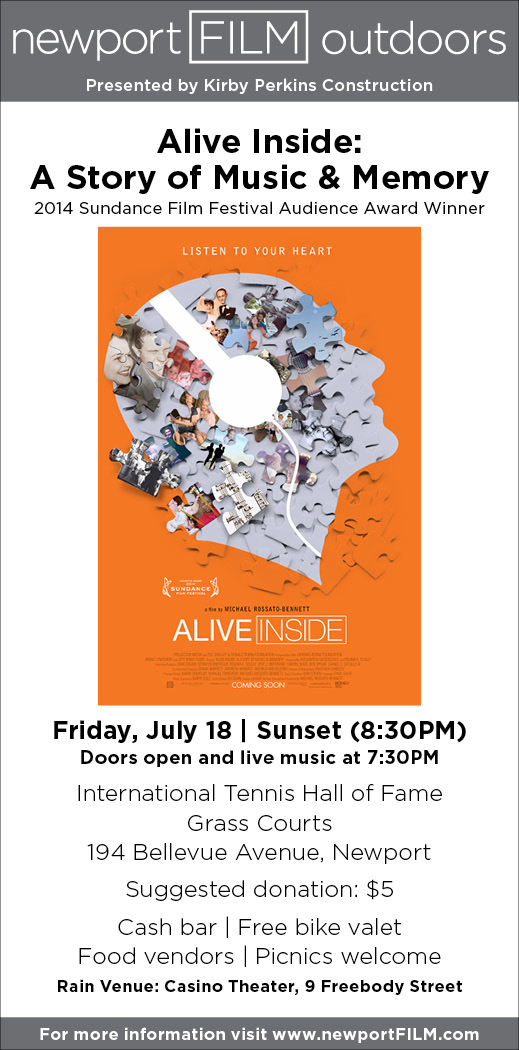 newport FILM outdoors
Presented by Kirby Perkins Construction
Alive Inside:
A Story of Music & Memory
2014 Sundance Film Festival Audience Award Winner
LISTEN TO YOUR HEART
SUNDANCE
FILM FESTIVAL
a film by MICHAEL ROSSATO-BENNETT
ALIVE INSIDE
COMING SOON
Friday, July 18 | Sunset (8:30PM)
Doors open and live music at 7:30PM
International Tennis Hall of Fame
Grass Courts
194 Bellevue Avenue, Newport
Suggested donation: $5
Cash bar | Free bike valet
Food vendors | Picnics welcome
Rain Venue: Casino Theater, 9 Freebody Street
For more information visit www.newportFILM.com